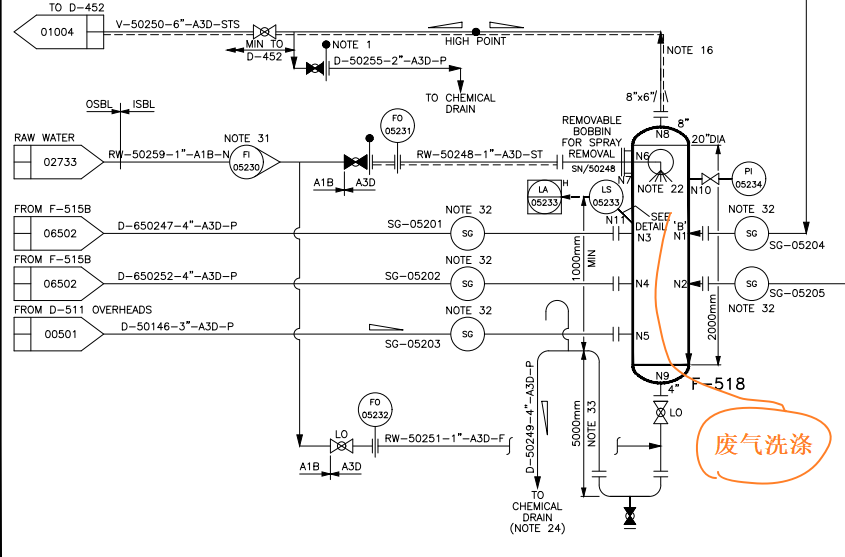 TO D-452
01004
V-50250-6"-A3D-STS
MIN TO
D-452
NOTE 1
D-50255-2"-A3D-P
TO CHEMICAL
DRAIN
HIGH POINT
NOTE 16
8"x6"
8"
N8
20"DIA
OSBL
ISBL
RAW WATER
02733
RW-50259-1"-A1B-N
NOTE 31
FI
05230
A1B
A3D
FO
05231
RW-50248-1"-A3D-ST
REMOVABLE
BOBBIN
FOR SPRAY
REMOVAL
SN/50248
N6
N7
NOTE 22
N10
PI
05234
LA
05233
H
LS
05233
N11
SEE
DETAIL 'B'
FROM F-515B
06502
D-650247-4"-A3D-P
SG-05201
NOTE 32
SG
N3
N1
NOTE 32
SG
SG-05204
FROM F-515B
06502
D-650252-4"-A3D-P
SG-05202
NOTE 32
SG
1000mm
MIN
N4
N2
SG
SG-05205
NOTE 32
FROM D-511 OVERHEADS
00501
D-50146-3"-A3D-P
SG-05203
NOTE 32
SG
N5
2000mm
N9
4"
F-518
LO
废气洗涤
FO
05232
LO
RW-50251-1"-A3D-F
A1B
A3D
D-50249-4"-A3D-P
5000mm
NOTE 33
TO
CHEMICAL
DRAIN
(NOTE 24)